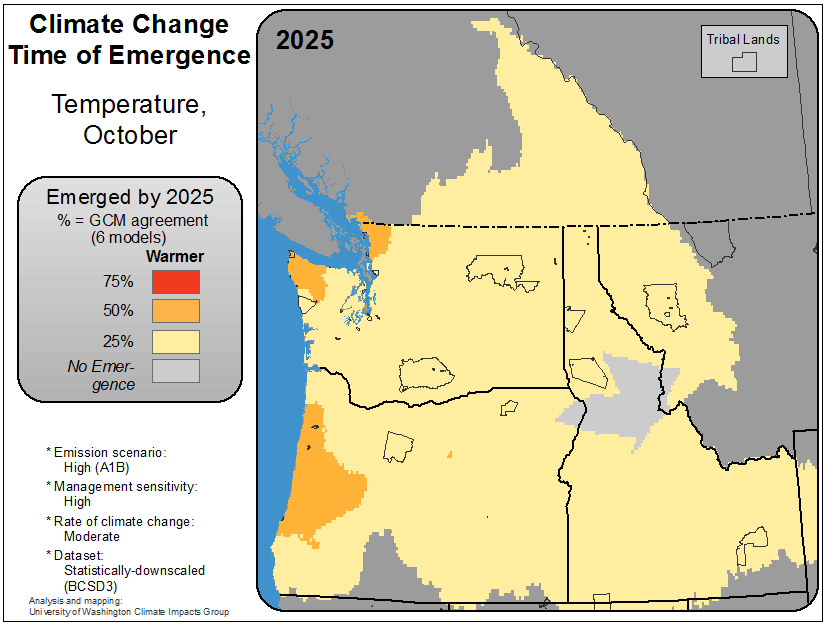 Climate Change
Time of Emergence
Temperature,
October
2025
Tribal Lands
Emerged by 2025
% = GCM agreement
(6 models)
Warmer
75%
50%
25%
No Emer-
gence
* Emission scenario:
High (A1B)
* Management sensitivity:
High
* Rate of climate change:
Moderate
* Dataset:
Statistically-downscaled
(BCSD3)
Analysis and mapping:
University of Washington Climate Impacts Group